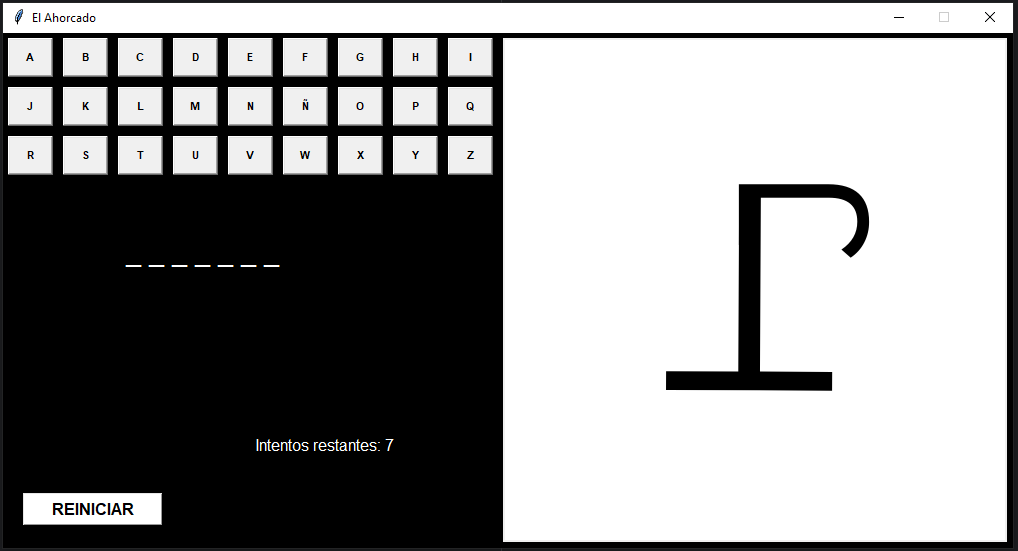 El Ahorcado
A B C D E F G H I
J K L M N Ñ O P Q
R S T U V W X Y Z
_ _ _ _ _ _ _
Intentos restantes: 7
REINICIAR